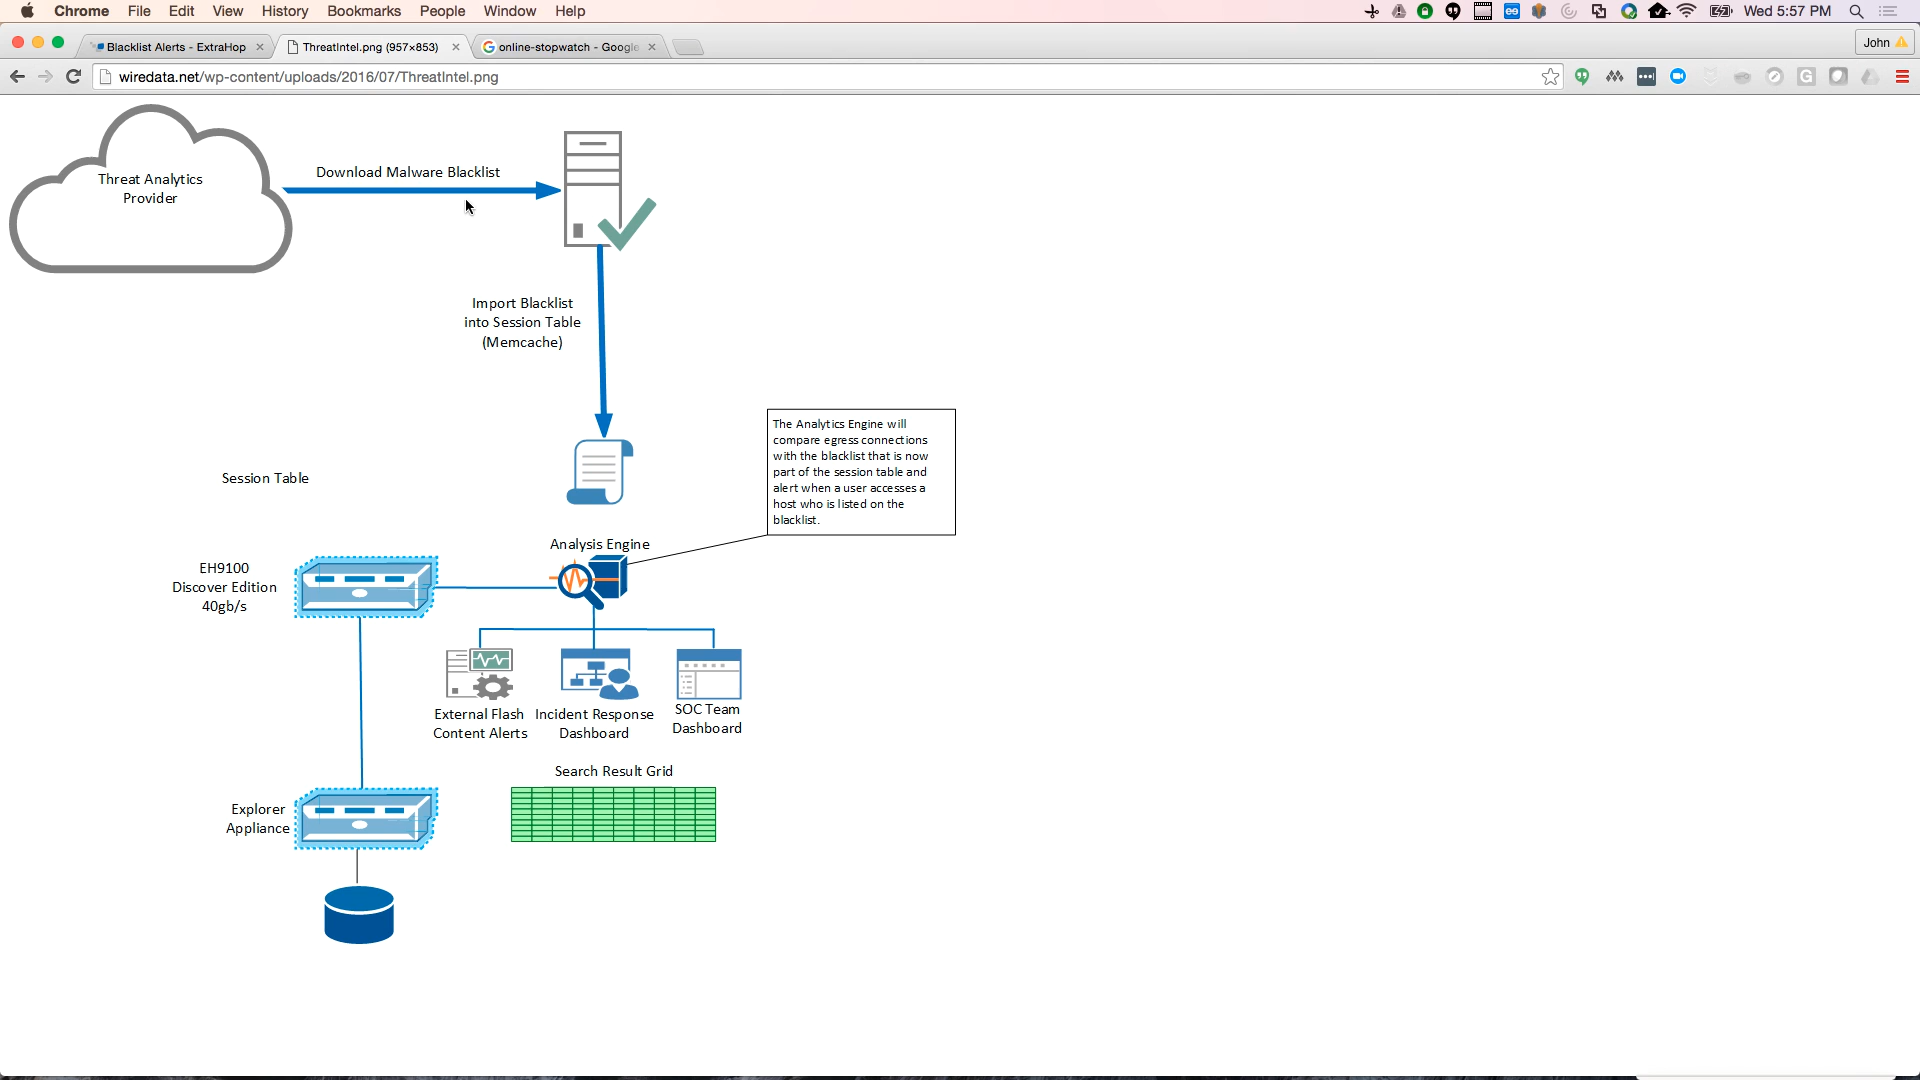 Chrome File Edit View History Bookmarks People Window Help
Wed 5:57 PM
Blacklist Alerts - ExtraHop
ThreatIntel.png (957×853)
online-stopwatch - Google
John
wiredata.net/wp-content/uploads/2016/07/ThreatIntel.png
Threat Analytics
Provider
Download Malware Blacklist
Import Blacklist
into Session Table
(Memcache)
The Analytics Engine will
compare egress connections
with the blacklist that is now
part of the session table and
alert when a user accesses a
host who is listed on the
blacklist.
Session Table
Analysis Engine
EH9100
Discover Edition
40gb/s
External Flash
Content Alerts
Incident Response
Dashboard
SOC Team
Dashboard
Search Result Grid
Explorer
Appliance